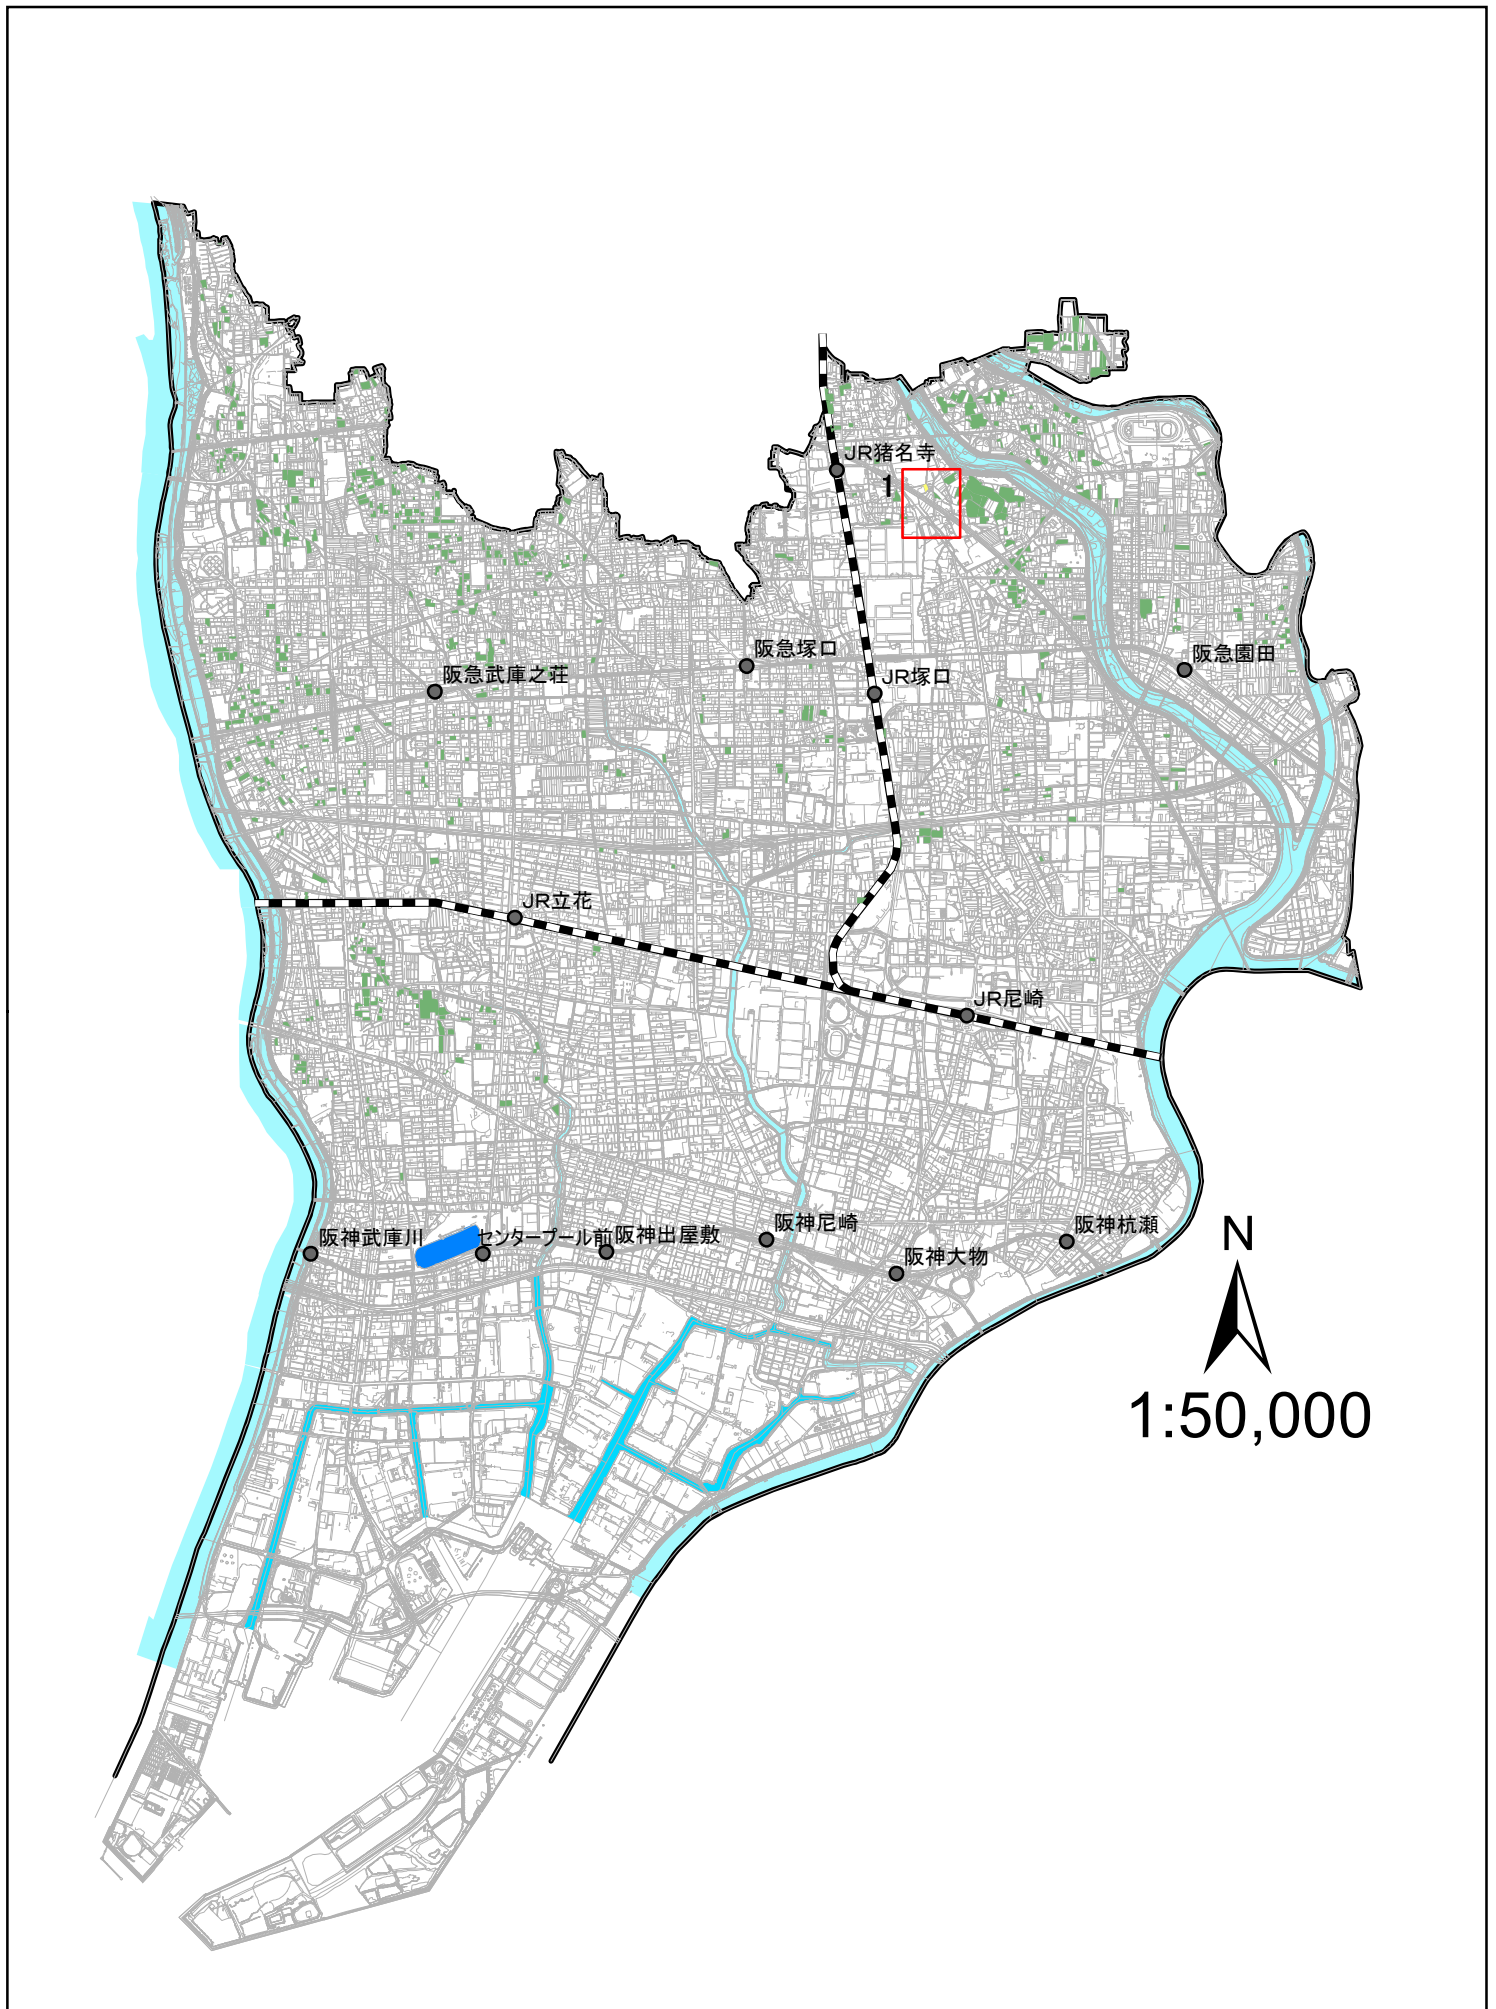 JR猪名寺
1
阪急塚口
阪急園田
阪急武庫之荘
JR塚口
JR立花
JR尼崎
阪神武庫川
センタープール前
阪神出屋敷
阪神尼崎
阪神大物
阪神杭瀬
N
1:50,000